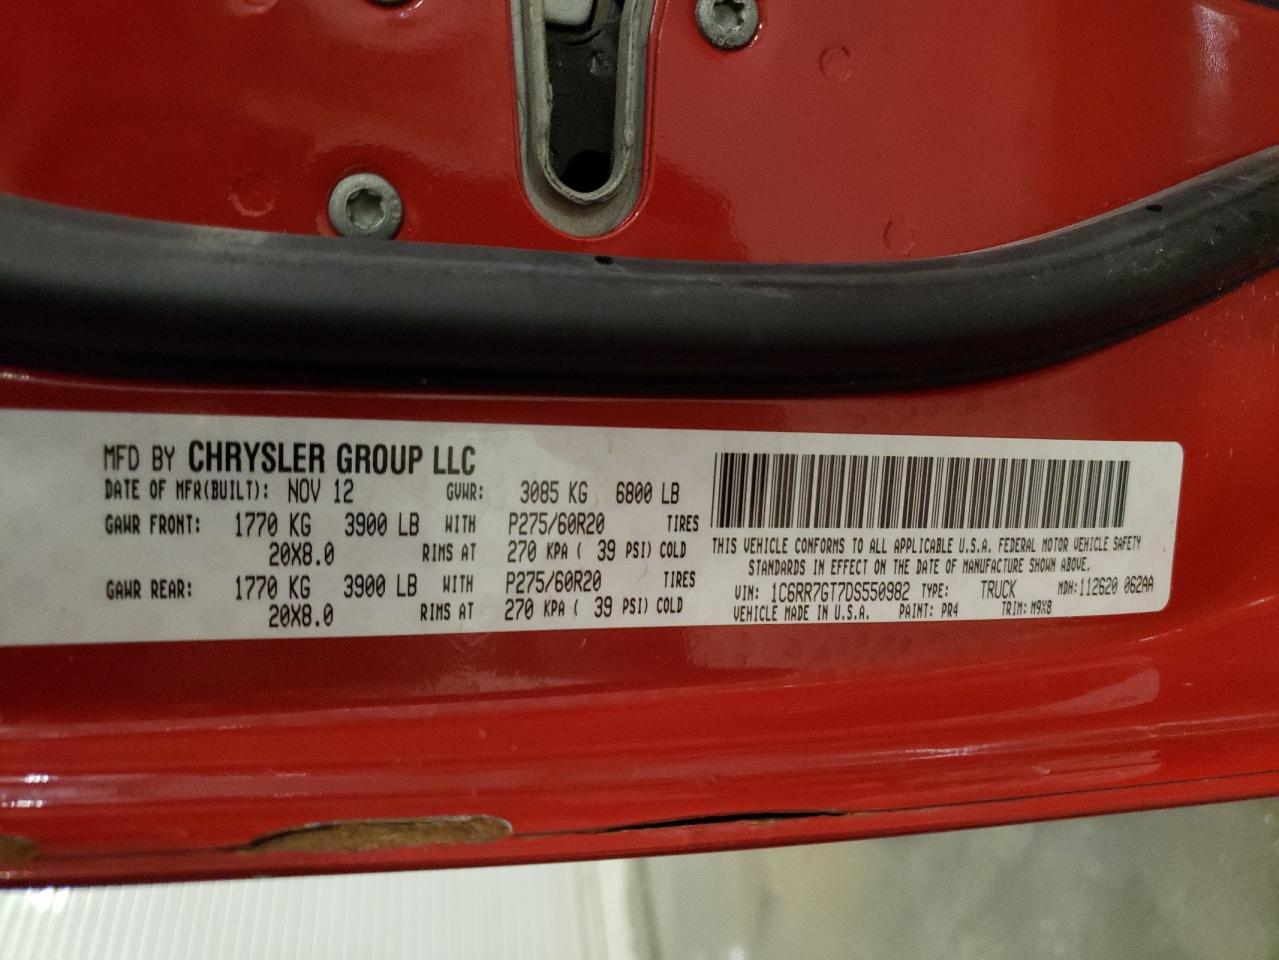 MFD BY CHRYSLER GROUP LLC
DATE OF MFR(BUILT): NOV 12 GVWR: 3085 KG 6800 LB
GAWR FRONT: 1770 KG 3900 LB WITH P275/60R20 TIRES
20X8.0 RIMS AT 270 KPA ( 39 PSI) COLD
GAWR REAR: 1770 KG 3900 LB WITH P275/60R20 TIRES
20X8.0 RIMS AT 270 KPA ( 39 PSI) COLD
THIS VEHICLE CONFORMS TO ALL APPLICABLE U.S.A. FEDERAL MOTOR VEHICLE SAFETY
STANDARDS IN EFFECT ON THE DATE OF MANUFACTURE SHOWN ABOVE.
VIN: 1C6RR7GT7DS550982 TYPE: TRUCK MDH: 112620 062AA
VEHICLE MADE IN U.S.A. PAINT: PR4 TRIM: M9X8